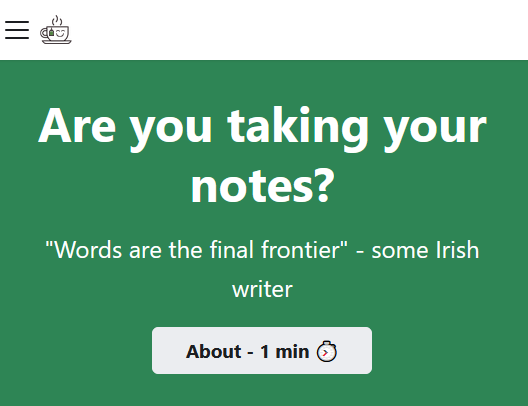 Are you taking your
notes?
"Words are the final frontier" - some Irish
writer
About - 1 min